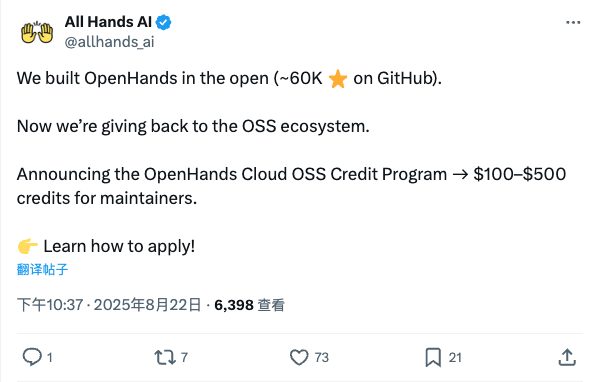 All Hands AI
@allhands_ai
We built OpenHands in the open (~60K ⭐ on GitHub).
Now we're giving back to the OSS ecosystem.
Announcing the OpenHands Cloud OSS Credit Program → $100–$500
credits for maintainers.
👉 Learn how to apply!
翻译帖子
下午10:37 · 2025年8月22日 · 6,398 查看
1 7 73 21